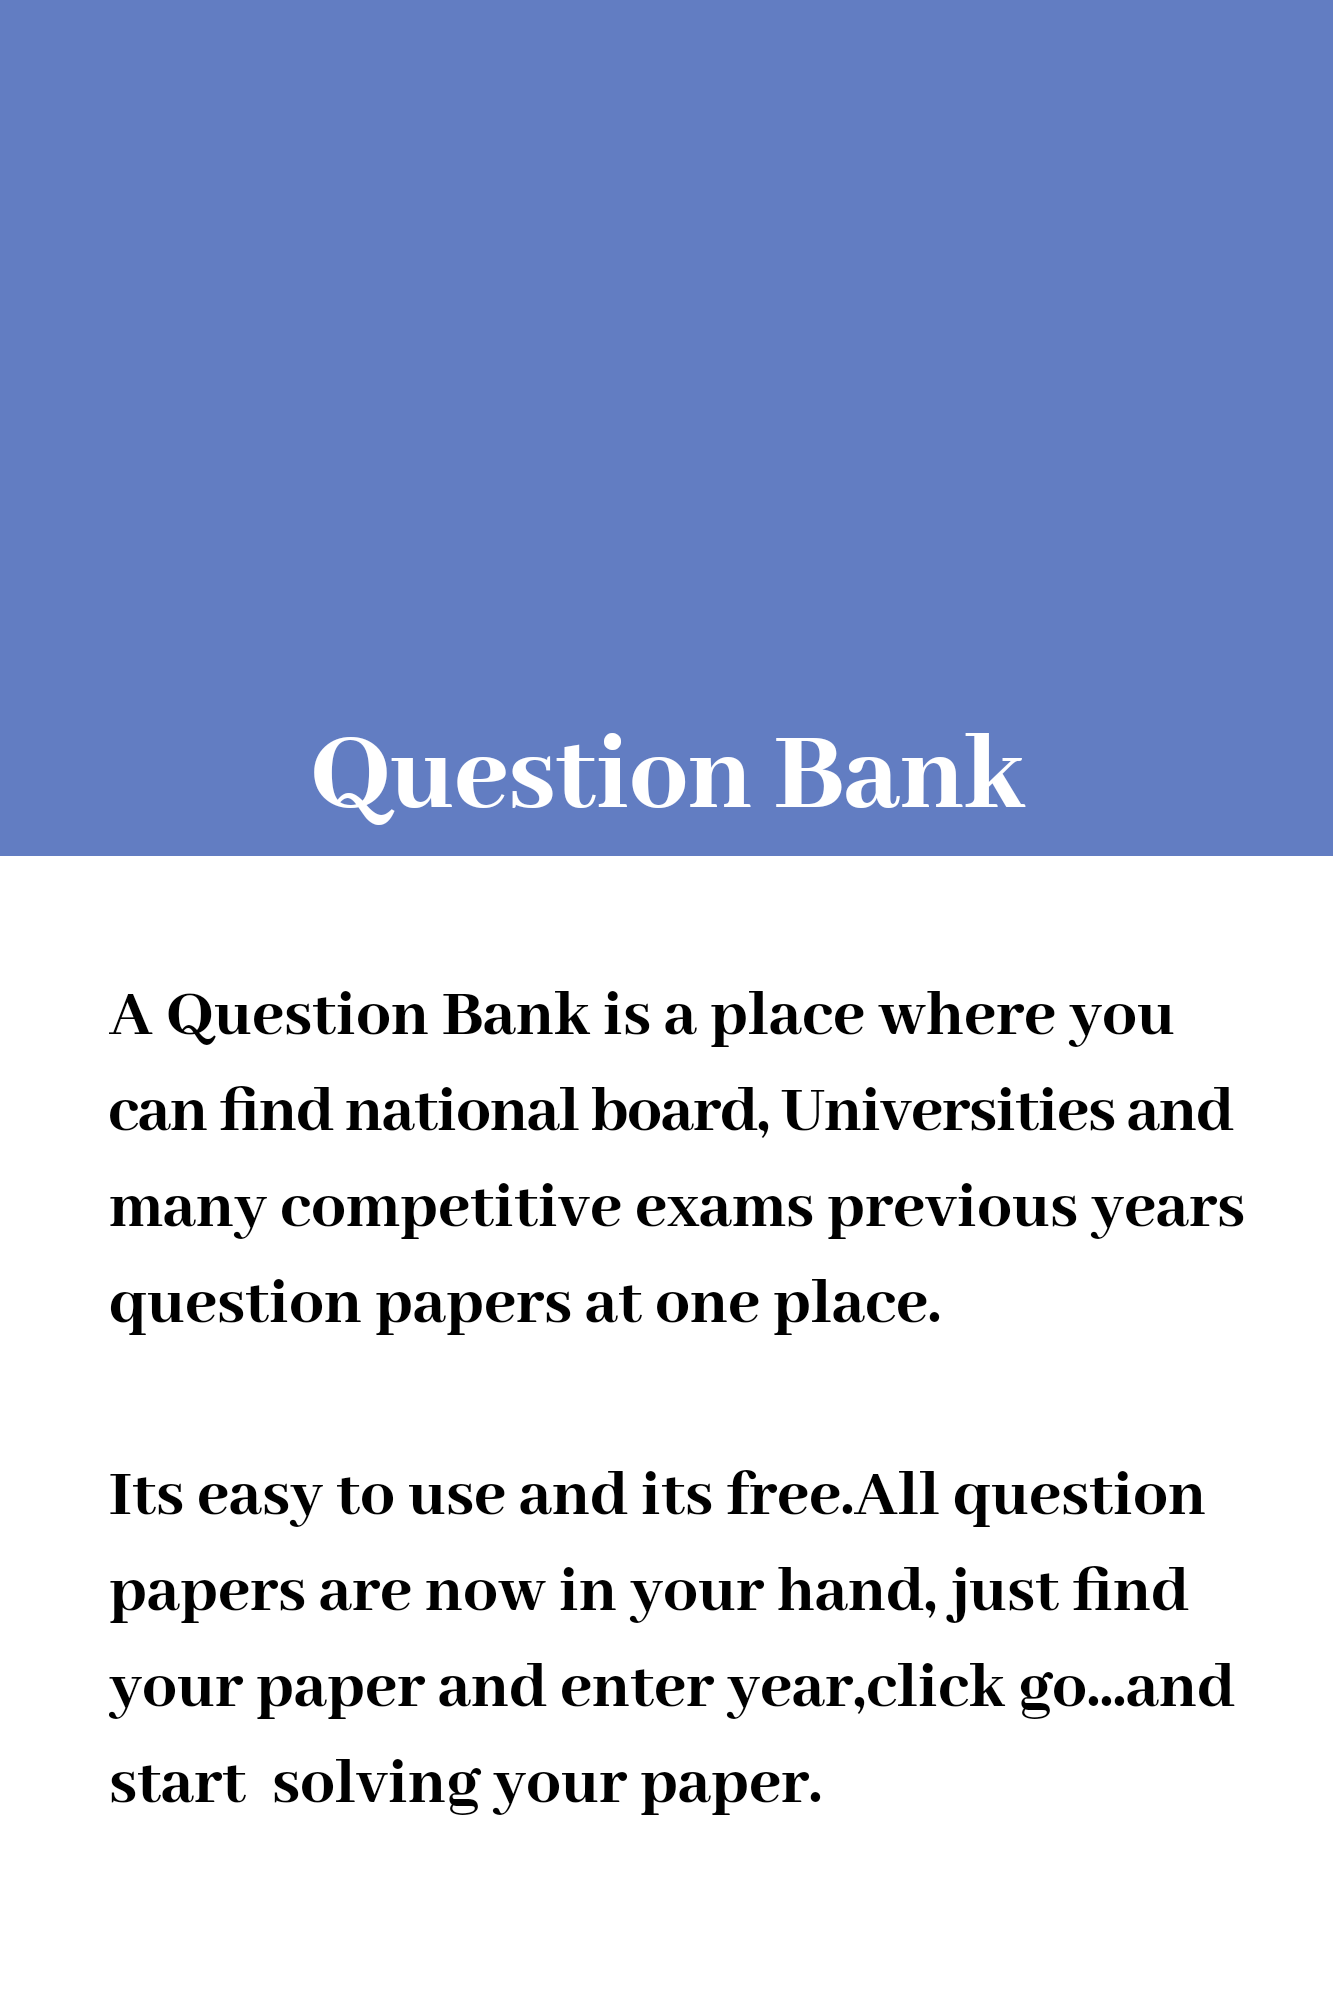 Question Bank
A Question Bank is a place where you
can find national board, Universities and
many competitive exams previous years
question papers at one place.
Its easy to use and its free.All question
papers are now in your hand, just find
your paper and enter year,click go...and
start  solving your paper.